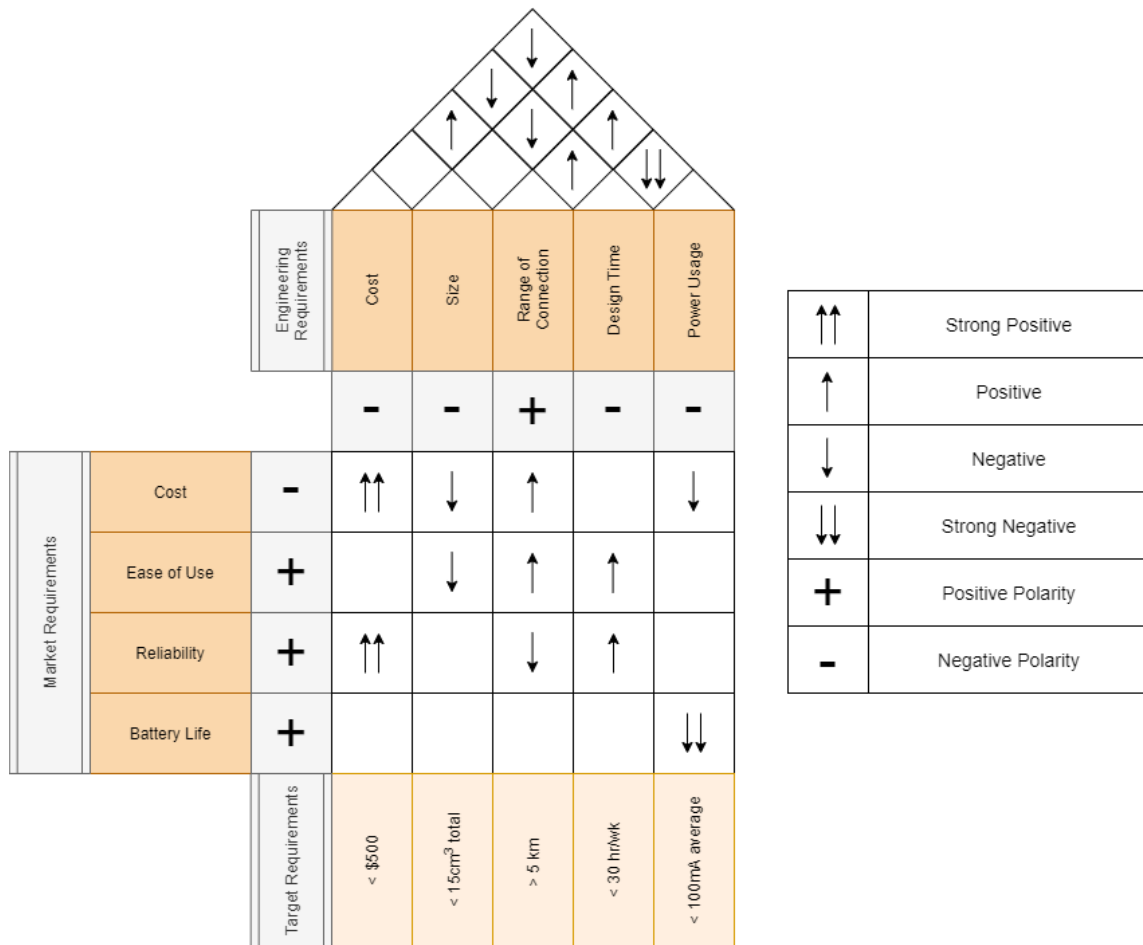 Engineering
Requirements
Cost
Size
Range of
Connection
Design Time
Power Usage
- - + - -
Market Requirements
Cost -
Ease of Use +
Reliability +
Battery Life +
Target Requirements
< $500
< 15cm³ total
> 5 km
< 30 hr/wk
< 100mA average
↑↑ Strong Positive
↑ Positive
↓ Negative
↓↓ Strong Negative
+ Positive Polarity
- Negative Polarity